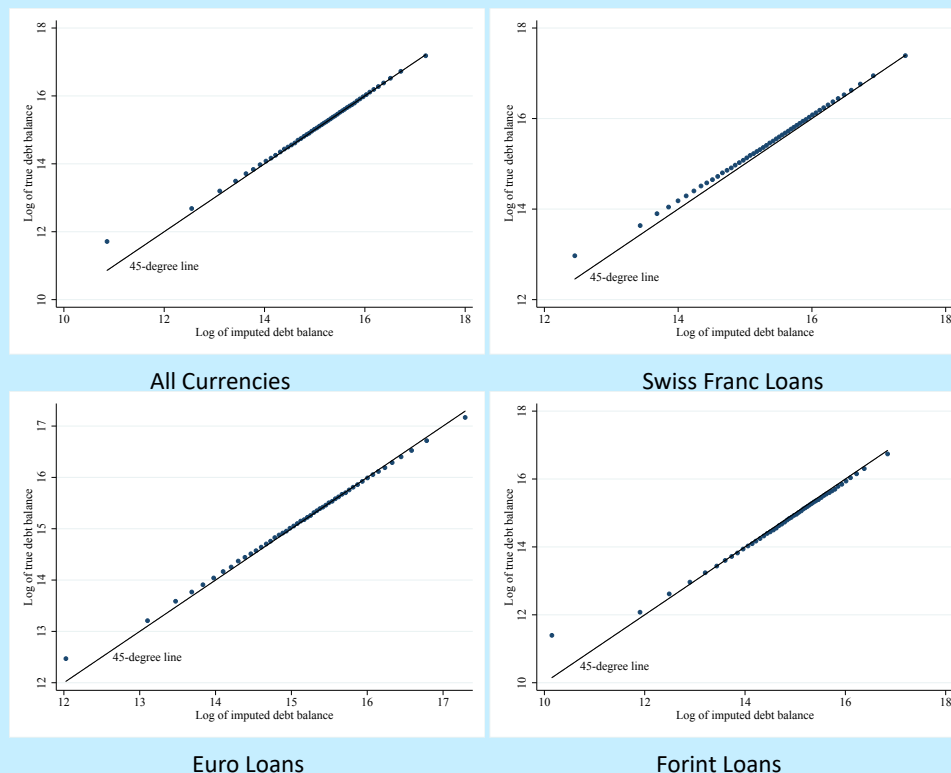 Log of true debt balance
18
16
14
12
10
45-degree line
10 12 14 16 18
Log of imputed debt balance
All Currencies
Log of true debt balance
18
16
14
12
45-degree line
12 14 16 18
Log of imputed debt balance
Swiss Franc Loans
Log of true debt balance
17
16
15
14
13
12
45-degree line
12 13 14 15 16 17
Log of imputed debt balance
Euro Loans
Log of true debt balance
18
16
14
12
10
45-degree line
10 12 14 16 18
Log of imputed debt balance
Forint Loans